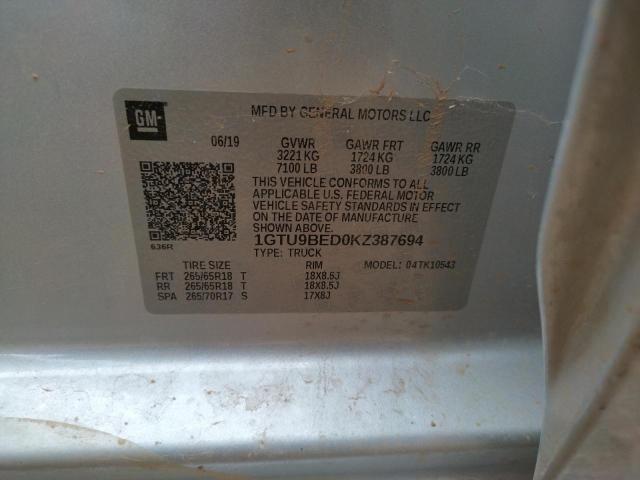 GM
MFD BY GENERAL MOTORS LLC
06/19 GVWR GAWR FRT GAWR RR
3221 KG 1724 KG 1724 KG
7100 LB 3800 LB 3800 LB
THIS VEHICLE CONFORMS TO ALL
APPLICABLE U.S. FEDERAL MOTOR
VEHICLE SAFETY STANDARDS IN EFFECT
ON THE DATE OF MANUFACTURE
SHOWN ABOVE.
636R 1GTU9BED0KZ387694
TYPE: TRUCK MODEL: 04TK10543
TIRE SIZE RIM
FRT 265/65R18 T 18X8.5J
RR 265/65R18 T 18X8.5J
SPA 265/70R17 S 17X8J